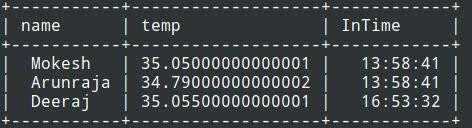 +-----------+-------------------+------------+
| name      | temp              | InTime     |
+-----------+-------------------+------------+
|  Mokesh   | 35.05000000000001 |   13:58:41 |
|  Arunraja | 34.79000000000002 |   13:58:41 |
|  Deeraj   | 35.05500000000001 |   16:53:32 |
+-----------+-------------------+------------+